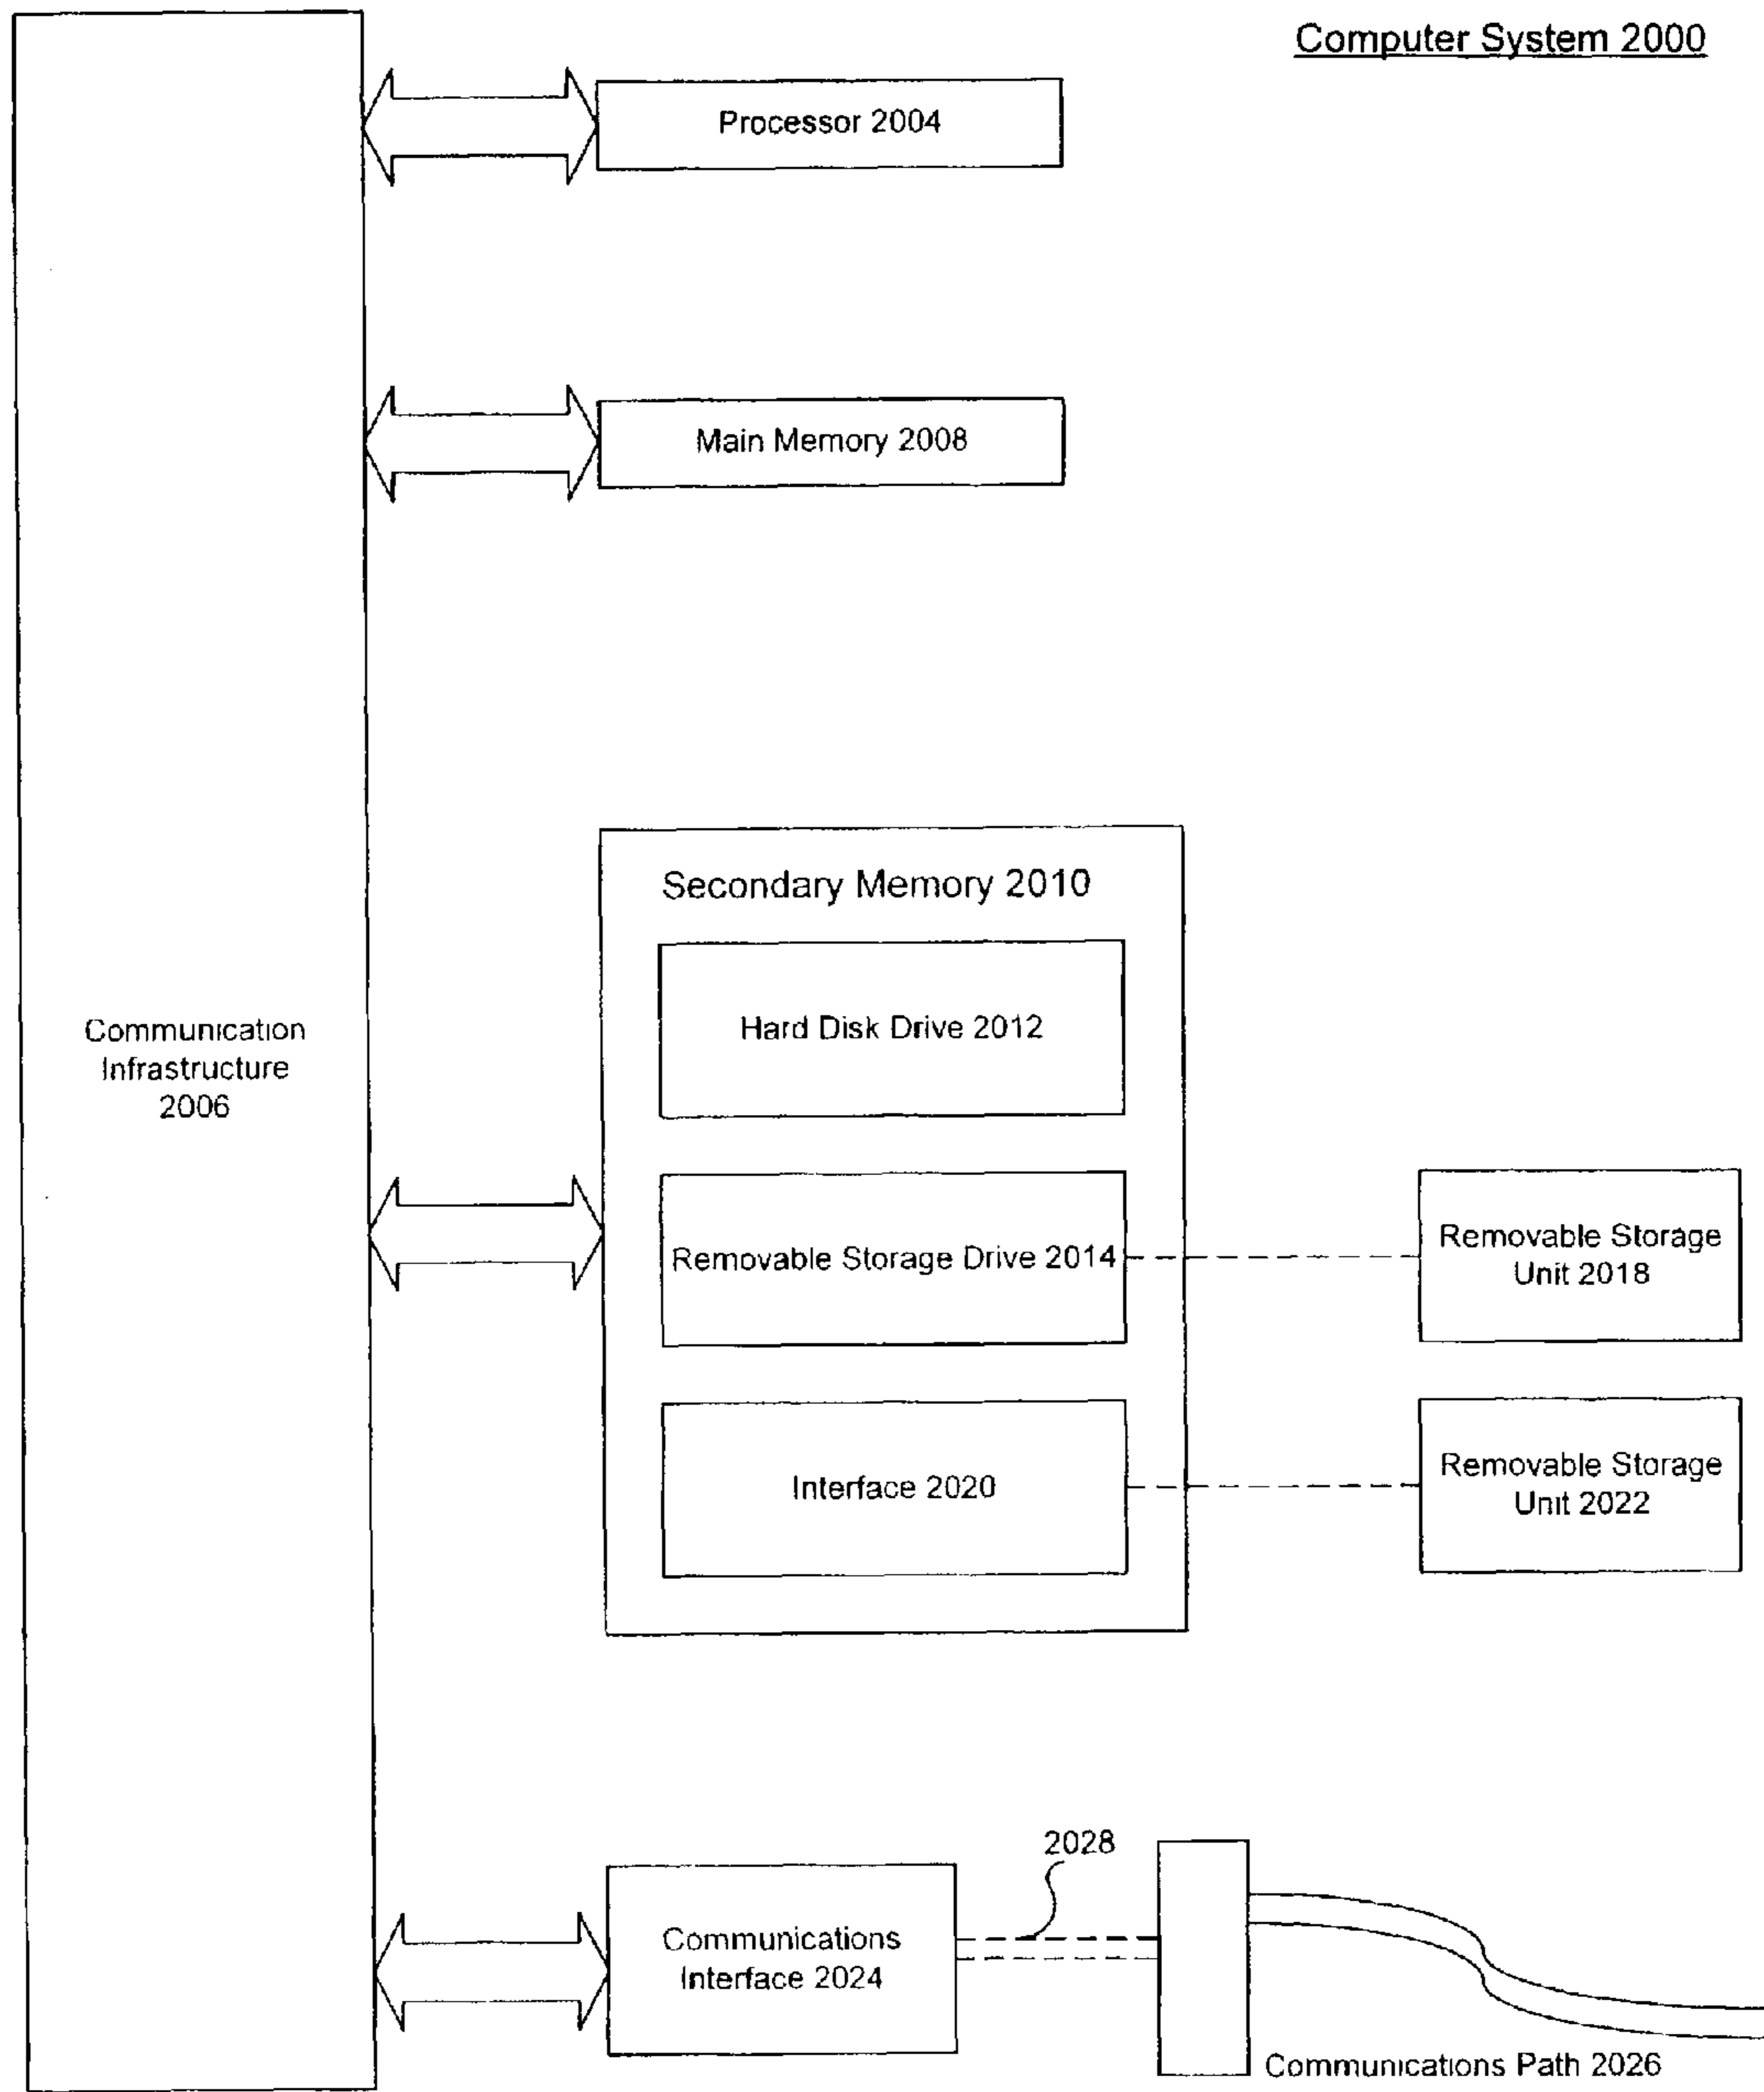 Computer System 2000
Processor 2004
Main Memory 2008
Secondary Memory 2010
Hard Disk Drive 2012
Communication
Infrastructure
2006
Removable Storage Drive 2014
Removable Storage
Unit 2018
Interface 2020
Removable Storage
Unit 2022
2028
Communications
Interface 2024
Communications Path 2026